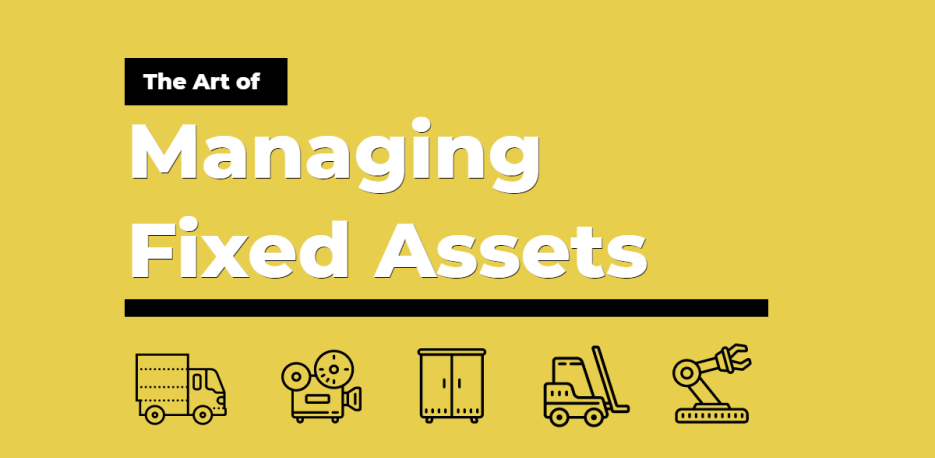 The Art of
Managing
Fixed Assets